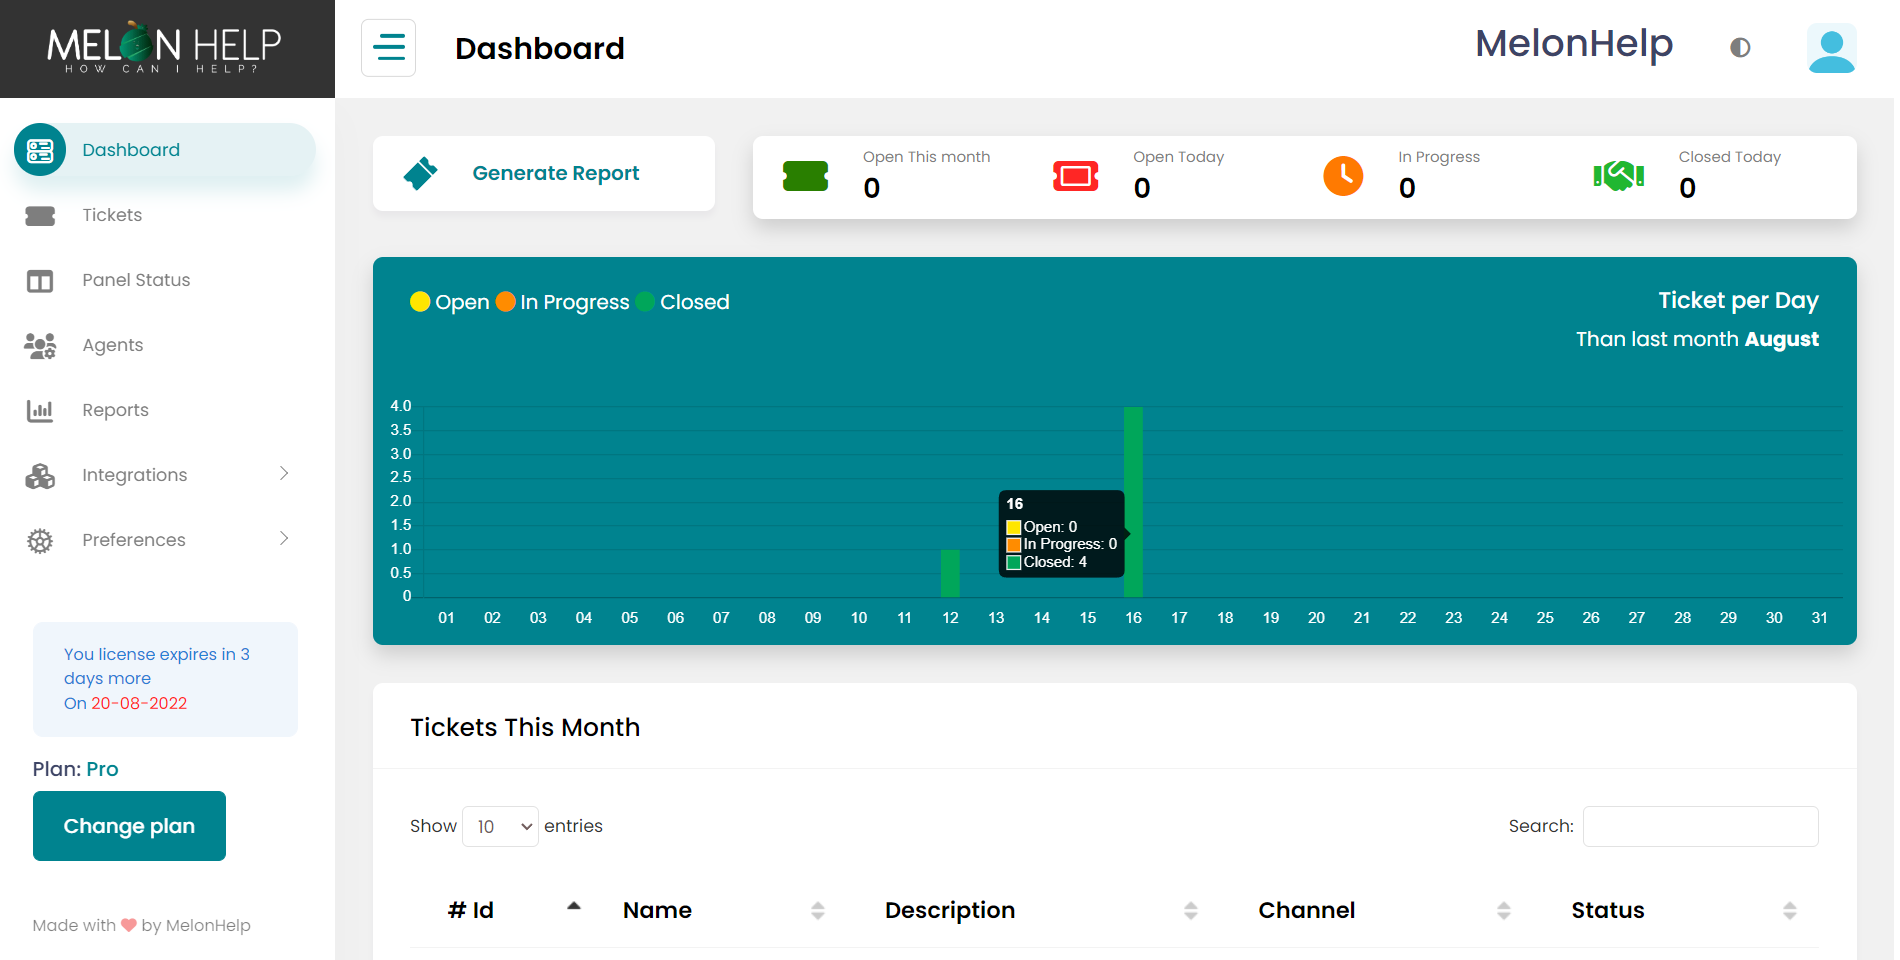 MELON HELP
HOW CAN I HELP?
Dashboard
Tickets
Panel Status
Agents
Reports
Integrations
Preferences
You license expires in 3
days more
On 20-08-2022
Plan: Pro
Change plan
Made with by MelonHelp
Dashboard
MelonHelp
Generate Report
Open This month
0
Open Today
0
In Progress
0
Closed Today
0
Open In Progress Closed
Ticket per Day
Than last month August
4.0
3.5
3.0
2.5
2.0
1.5
1.0
0.5
0
16
Open: 0
In Progress: 0
Closed: 4
01 02 03 04 05 06 07 08 09 10 11 12 13 14 15 16 17 18 19 20 21 22 23 24 25 26 27 28 29 30 31
Tickets This Month
Show 10 entries
Search:
# Id Name Description Channel Status